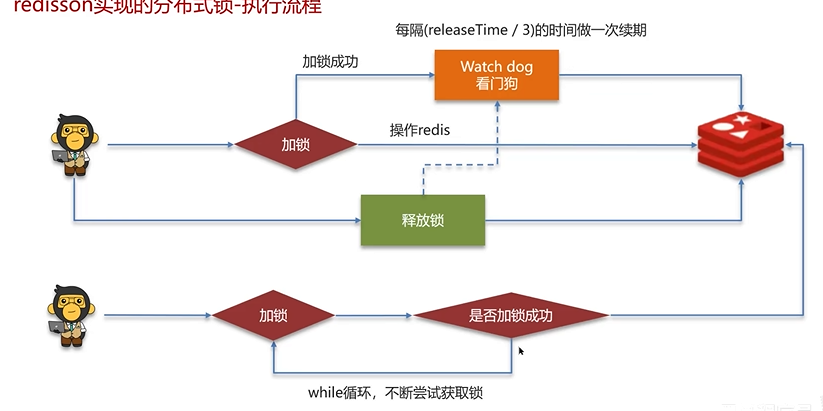 redisson实现的分布式锁-执行流程
每隔(releaseTime / 3)的时间做一次续期
加锁成功
Watch dog
看门狗
加锁
操作redis
释放锁
加锁
是否加锁成功
while循环，不断尝试获取锁